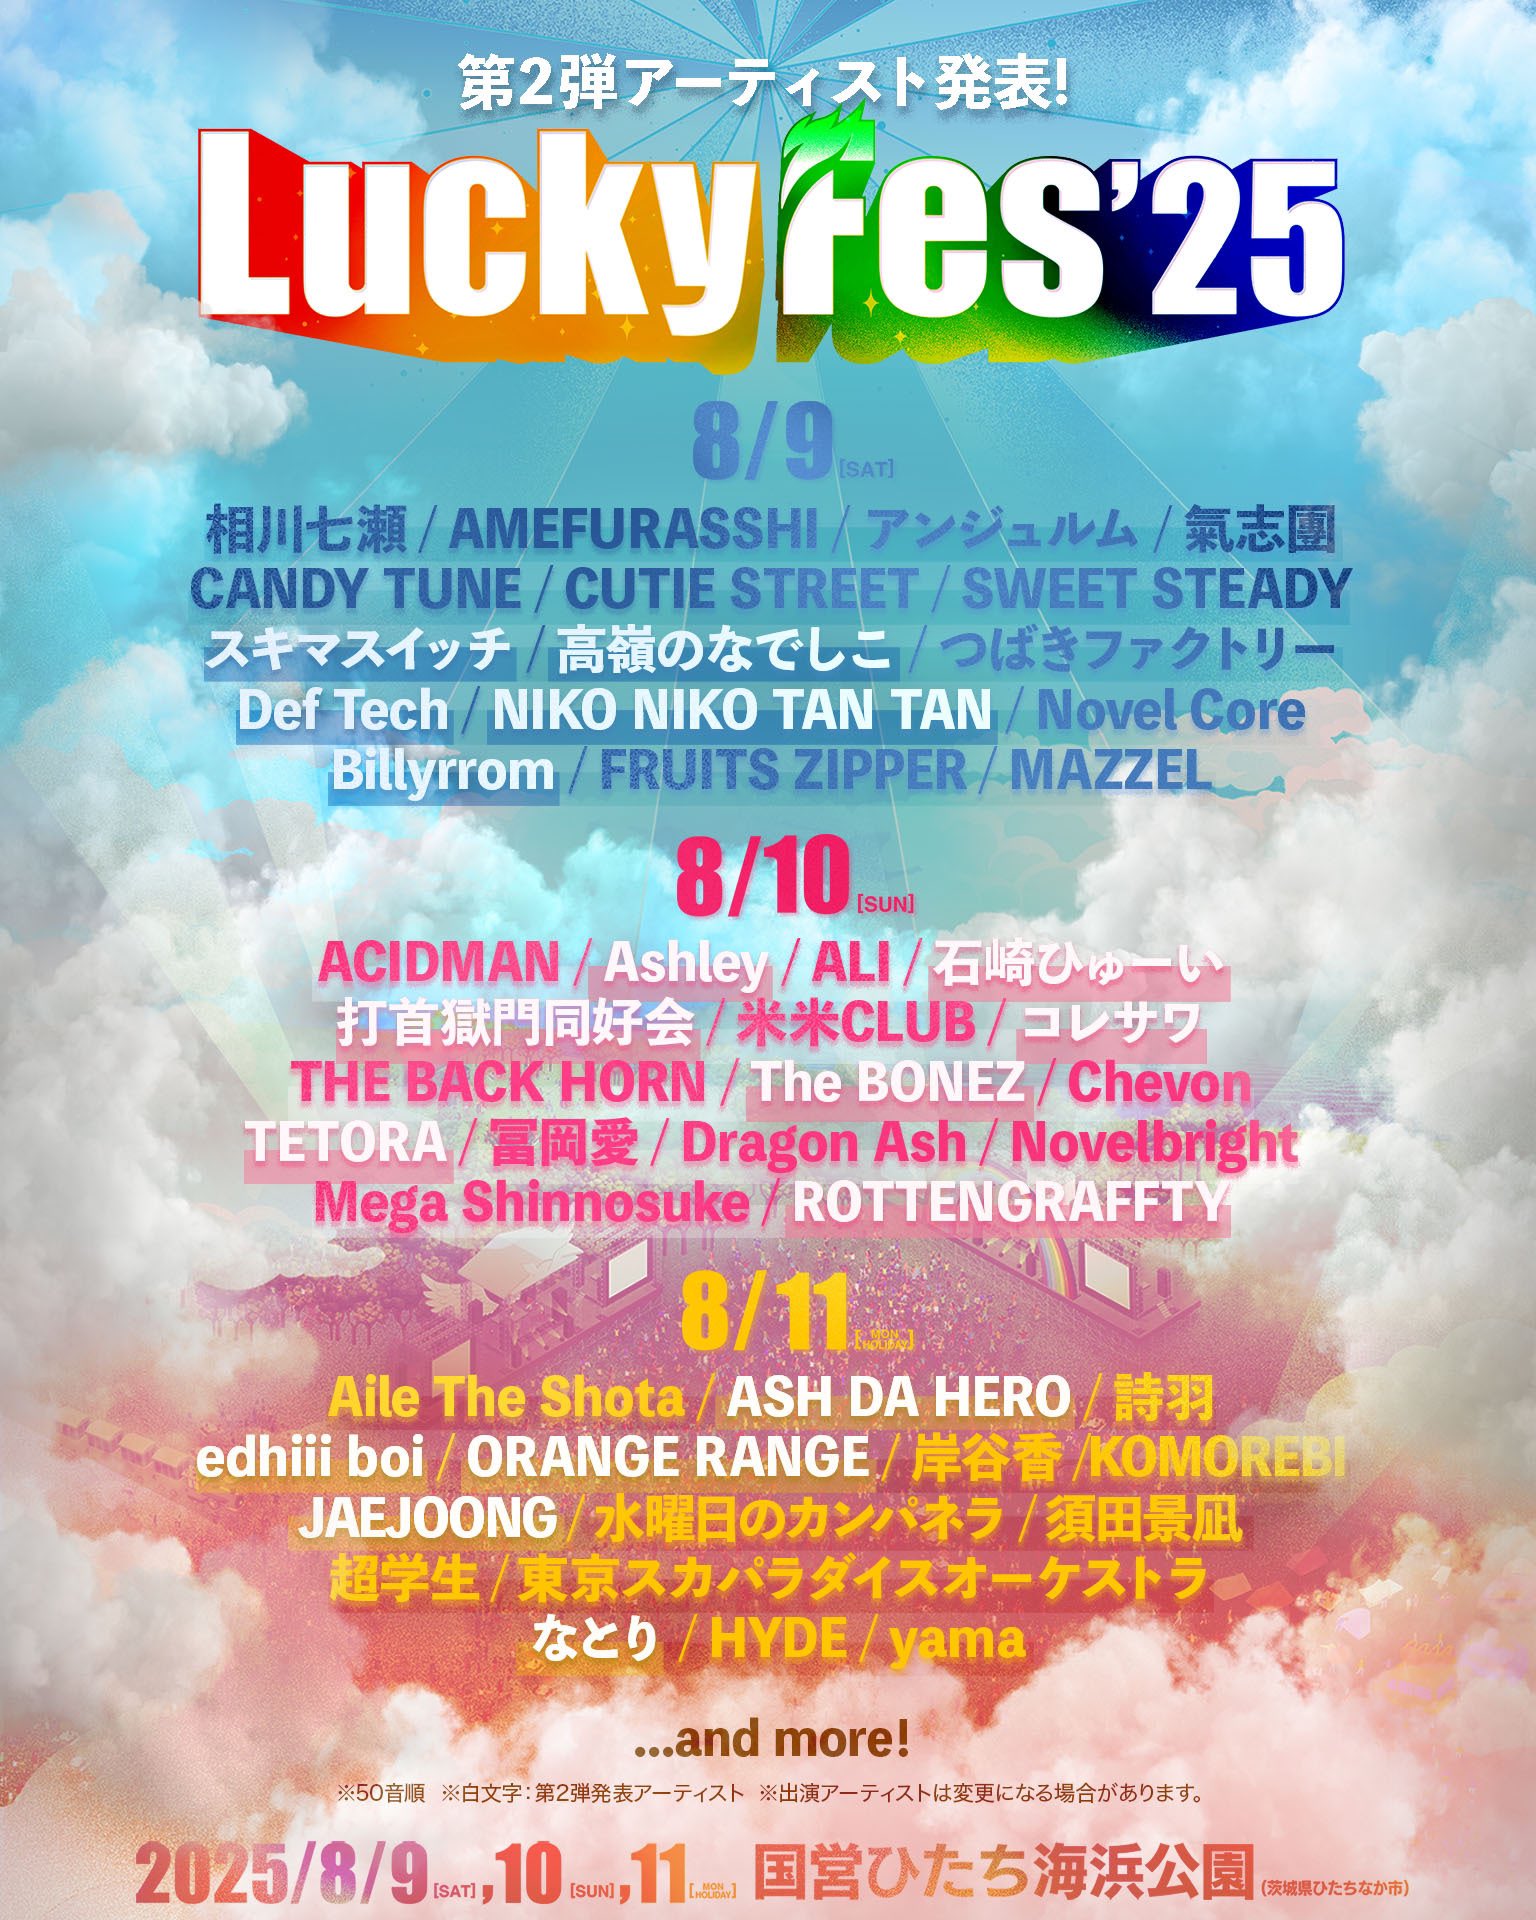 第2弾アーティスト発表!
LuckyFes'25
8/9 [SAT]
相川七瀬 / AMEFURASSHI / アンジュルム / 氣志團
CANDY TUNE / CUTIE STREET / SWEET STEADY
スキマスイッチ / 高嶺のなでしこ / つばきファクトリー
Def Tech / NIKO NIKO TAN TAN / Novel Core
Billyrrom / FRUITS ZIPPER / MAZZEL
8/10 [SUN]
ACIDMAN / Ashley / ALI / 石崎ひゅーい
打首獄門同好会 / 米米CLUB / コレサワ
THE BACK HORN / The BONEZ / Chevon
TETORA / 冨岡愛 / Dragon Ash / Novelbright
Mega Shinnosuke / ROTTENGRAFFTY
8/11 [MON HOLIDAY]
Aile The Shota / ASH DA HERO / 詩羽
edhiii boi / ORANGE RANGE / 岸谷香 / KOMOREBI
JAEJOONG / 水曜日のカンパネラ / 須田景凪
超学生 / 東京スカパラダイスオーケストラ
なとり / HYDE / yama
...and more!
※50音順 ※白文字：第2弾発表アーティスト ※出演アーティストは変更になる場合があります。
2025/8/9 [SAT], 10 [SUN], 11 [MON HOLIDAY] 国営ひたち海浜公園 (茨城県ひたちなか市)